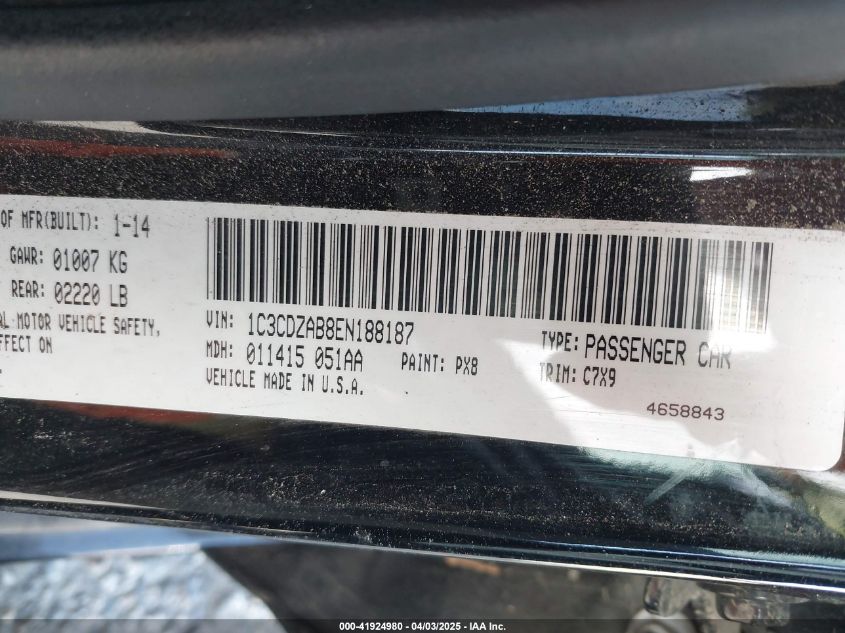 OF MFR(BUILT): 1-14
GAWR: 01007 KG
REAR: 02220 LB
AL MOTOR VEHICLE SAFETY,
FFECT ON
VIN: 1C3CDZAB8EN188187
TYPE: PASSENGER CAR
MDH: 011415 051AA PAINT: PX8 TRIM: C7X9
VEHICLE MADE IN U.S.A.
4658843
000-41924980 - 04/03/2025 - IAA Inc.